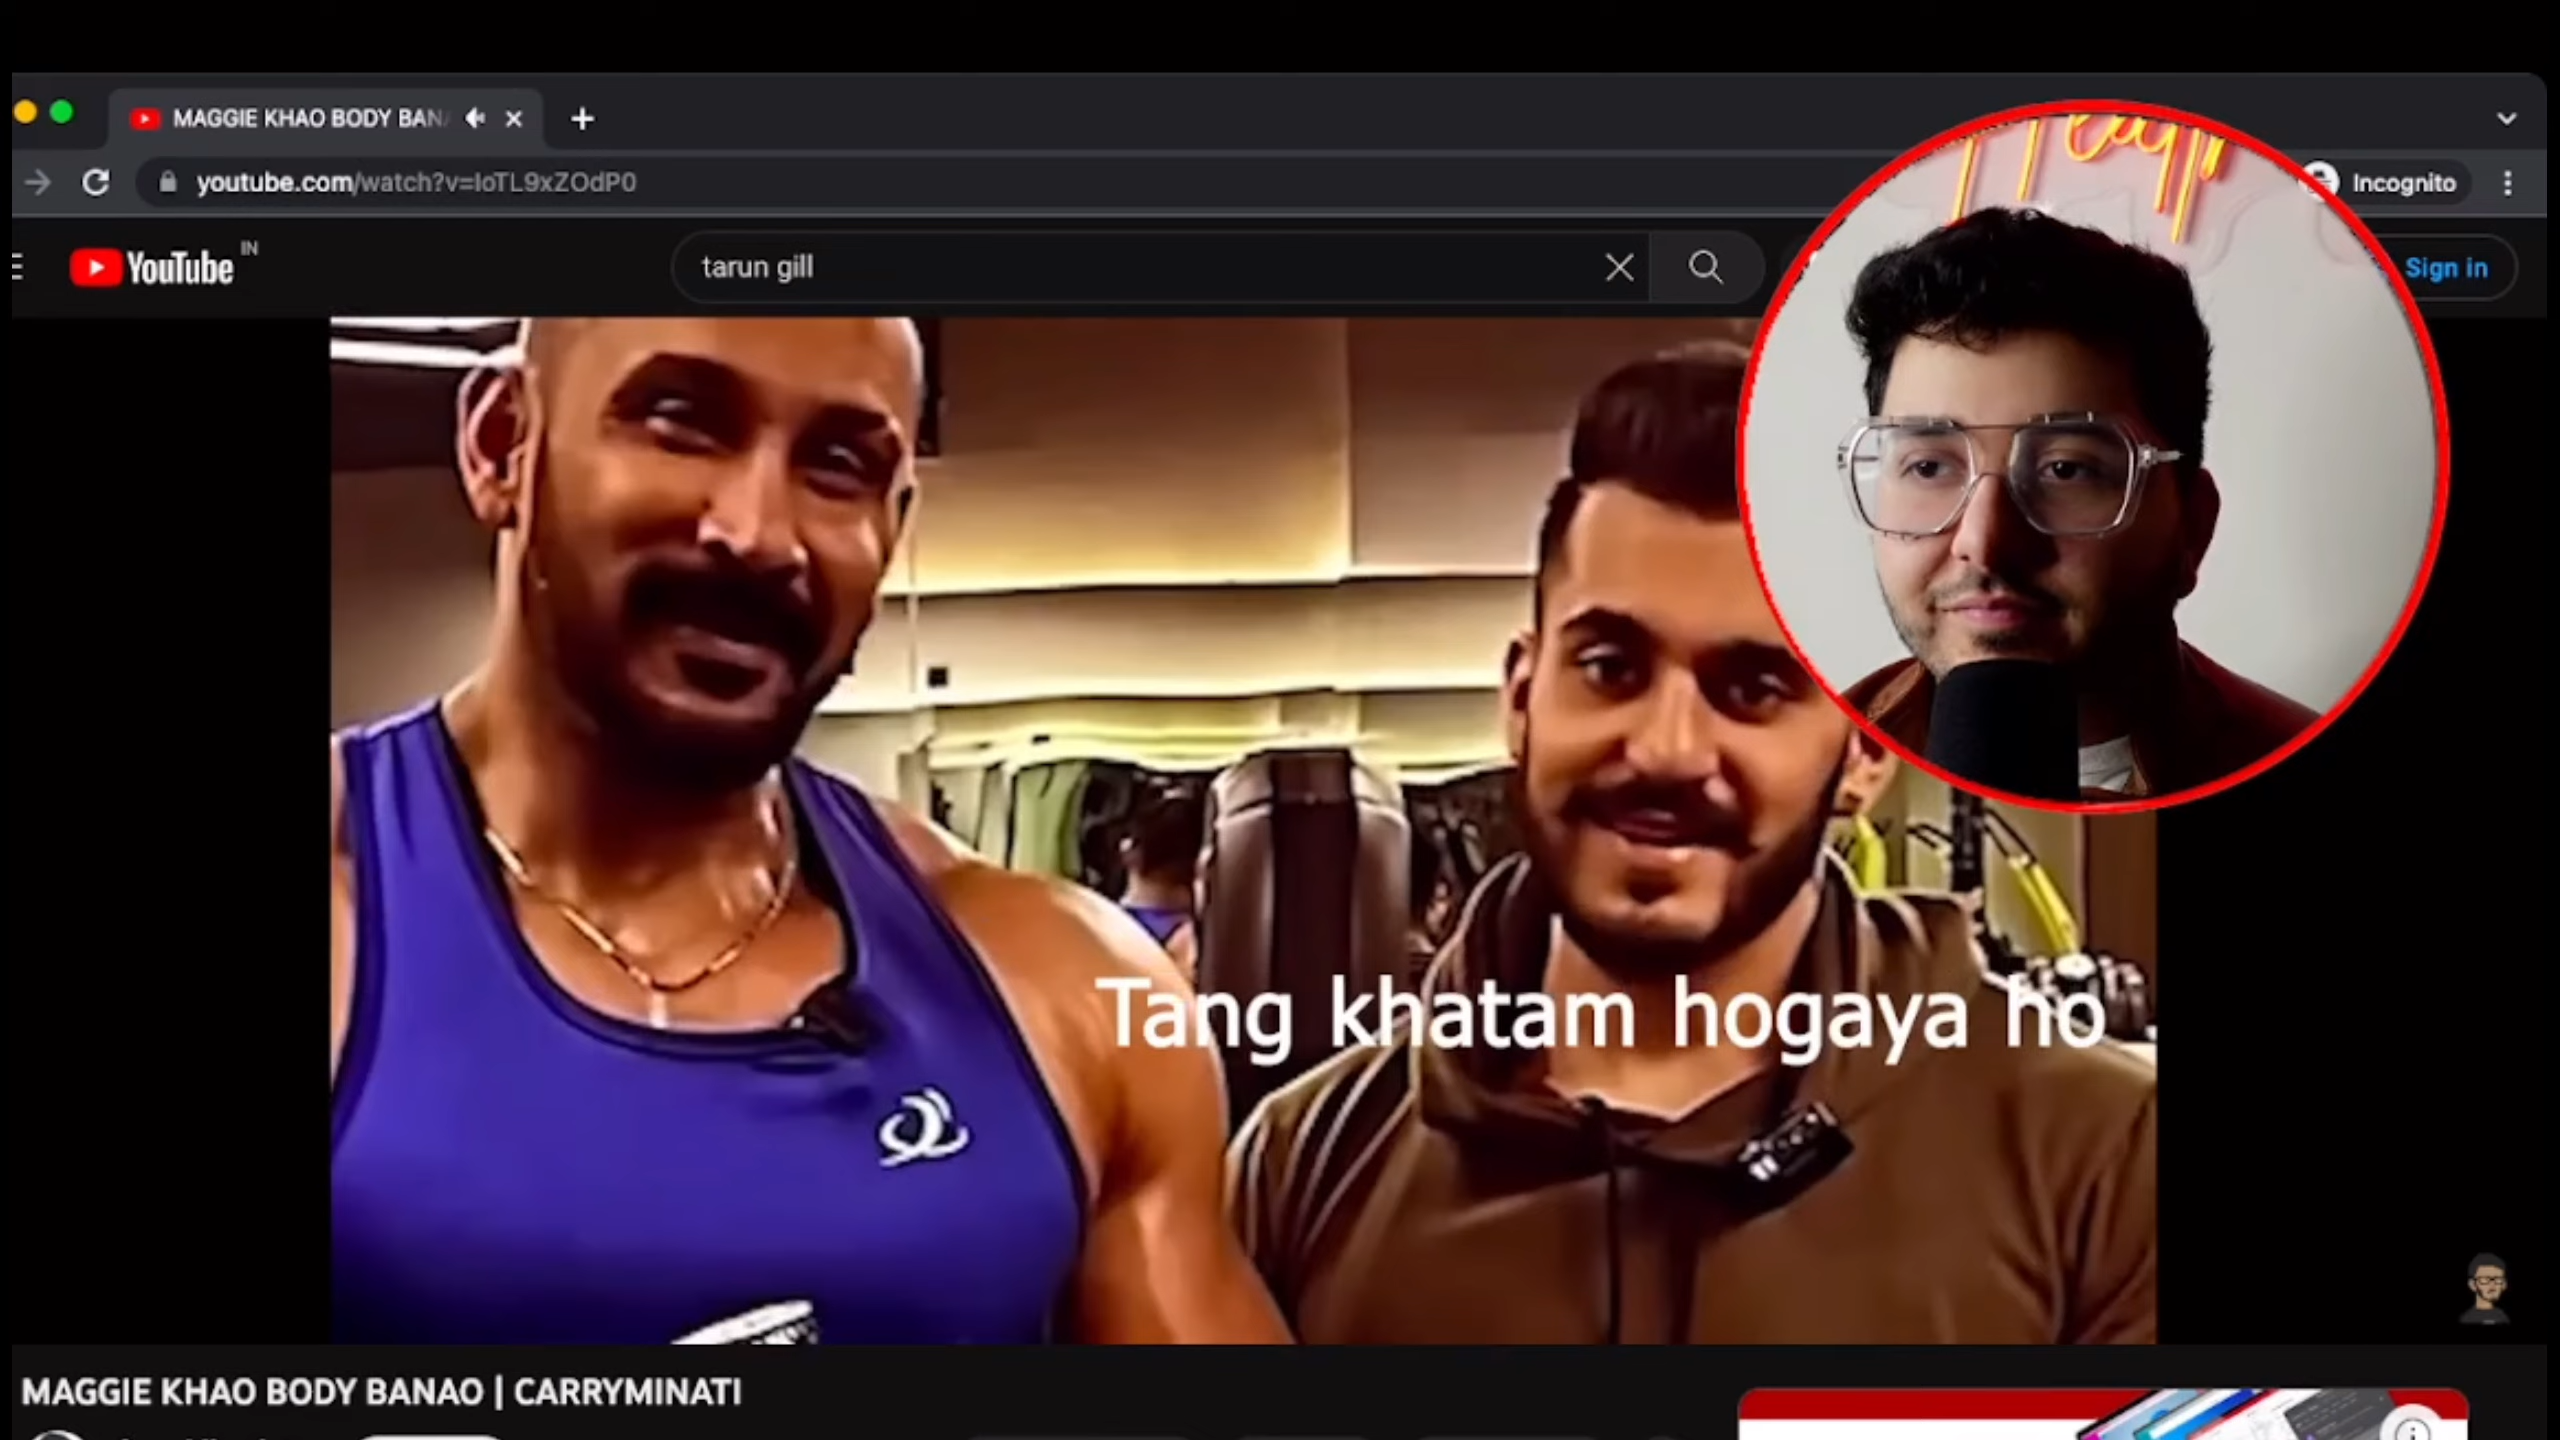 MAGGIE KHAO BODY BAN
youtube.com/watch?v=IoTL9xZOdP0
Incognito
YouTube IN
tarun gill
Sign in
Tang khatam hogaya ho
MAGGIE KHAO BODY BANAO | CARRYMINATI